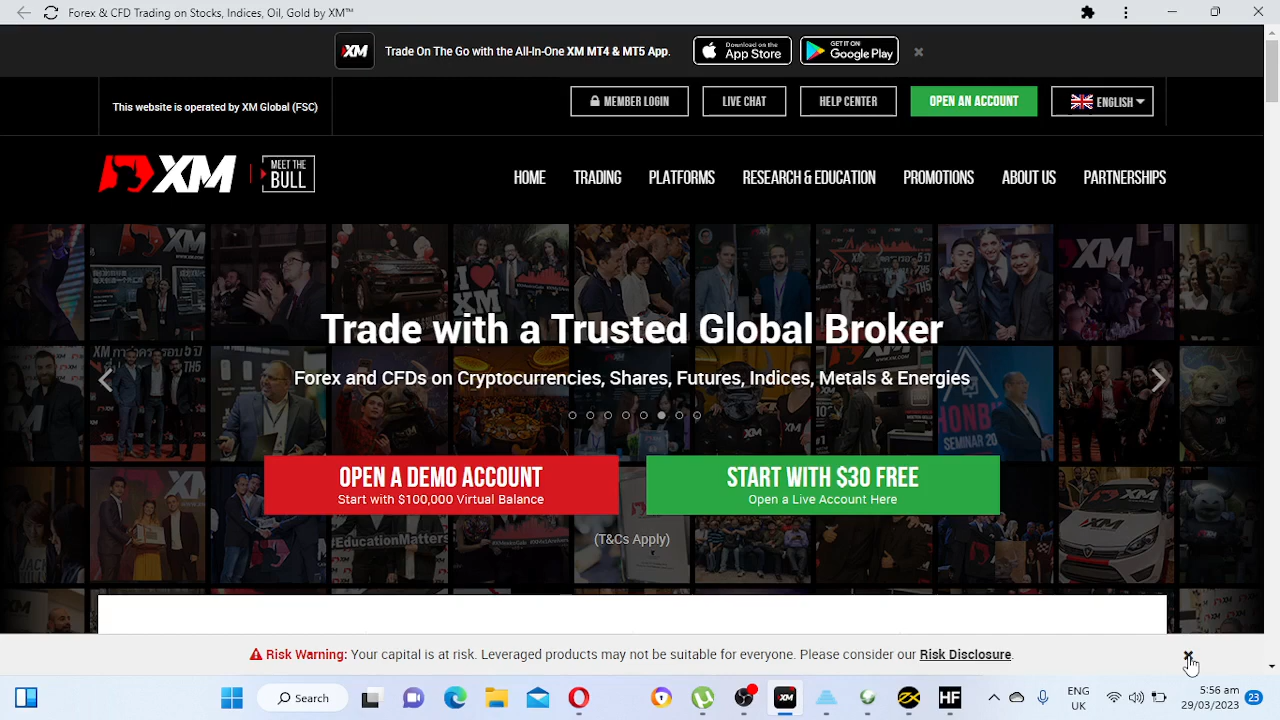 Forex & CFD Trading on Stocks, Indices, Oil, Gold by XM™
XM
Trade On The Go with the All-In-One XM MT4 & MT5 App.
Download on the
App Store
GET IT ON
Google Play
This website is operated by XM Global (FSC)
MEMBER LOGIN
LIVE CHAT
HELP CENTER
OPEN AN ACCOUNT
ENGLISH
XM
MEET THE
BULL
HOME
TRADING
PLATFORMS
RESEARCH & EDUCATION
PROMOTIONS
ABOUT US
PARTNERSHIPS
Trade with a Trusted Global Broker
Forex and CFDs on Cryptocurrencies, Shares, Futures, Indices, Metals & Energies
OPEN A DEMO ACCOUNT
Start with $100,000 Virtual Balance
START WITH $30 FREE
Open a Live Account Here
(T&Cs Apply)
#EducationMatters
Risk Warning: Your capital is at risk. Leveraged products may not be suitable for everyone. Please consider our Risk Disclosure.
Search
XM
HF
ENG
UK
5:56 am
29/03/2023
23